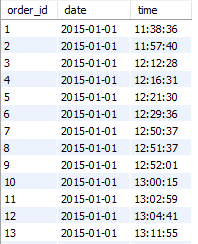 order_id date time
1 2015-01-01 11:38:36
2 2015-01-01 11:57:40
3 2015-01-01 12:12:28
4 2015-01-01 12:16:31
5 2015-01-01 12:21:30
6 2015-01-01 12:29:36
7 2015-01-01 12:50:37
8 2015-01-01 12:51:37
9 2015-01-01 12:52:01
10 2015-01-01 13:00:15
11 2015-01-01 13:02:59
12 2015-01-01 13:04:41
13 2015-01-01 13:11:55